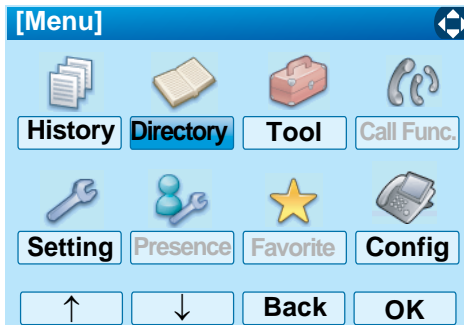 [Menu]
History Directory Tool Call Func.
Setting Presence Favorite Config
↑ ↓ Back OK